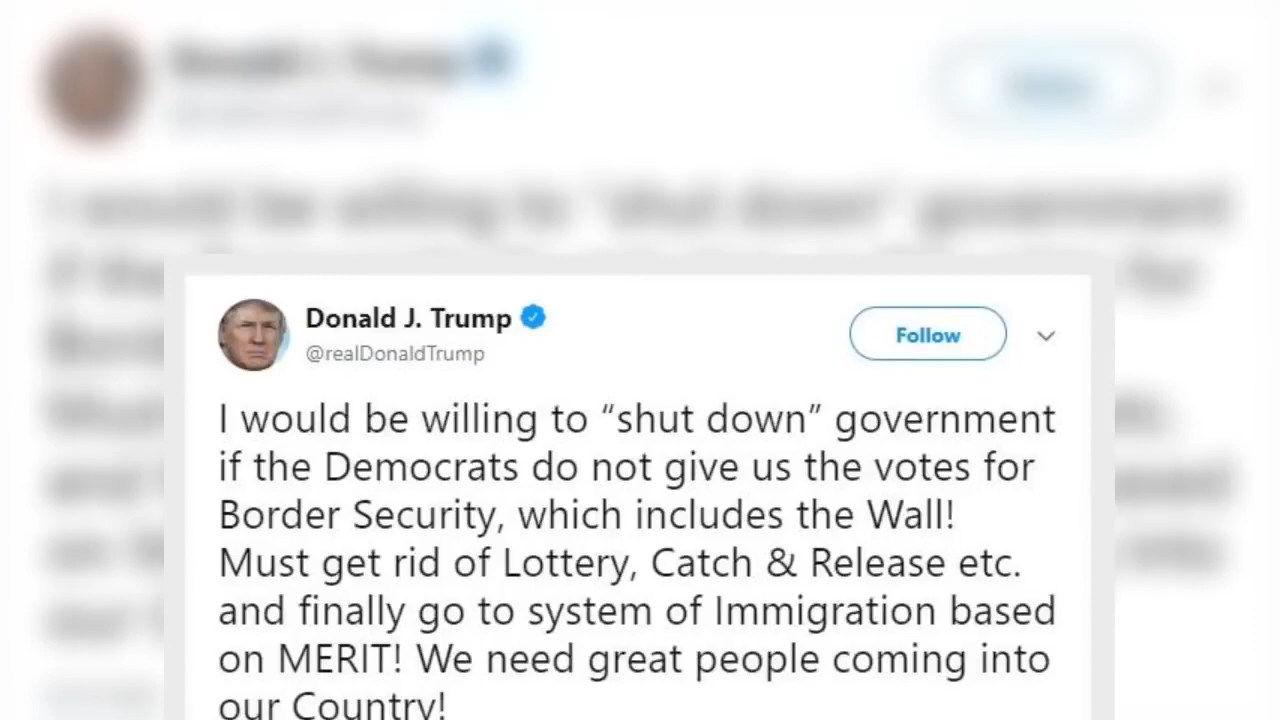 Donald J. Trump
@realDonaldTrump
Follow
I would be willing to “shut down” government
if the Democrats do not give us the votes for
Border Security, which includes the Wall!
Must get rid of Lottery, Catch & Release etc.
and finally go to system of Immigration based
on MERIT! We need great people coming into
our Country!